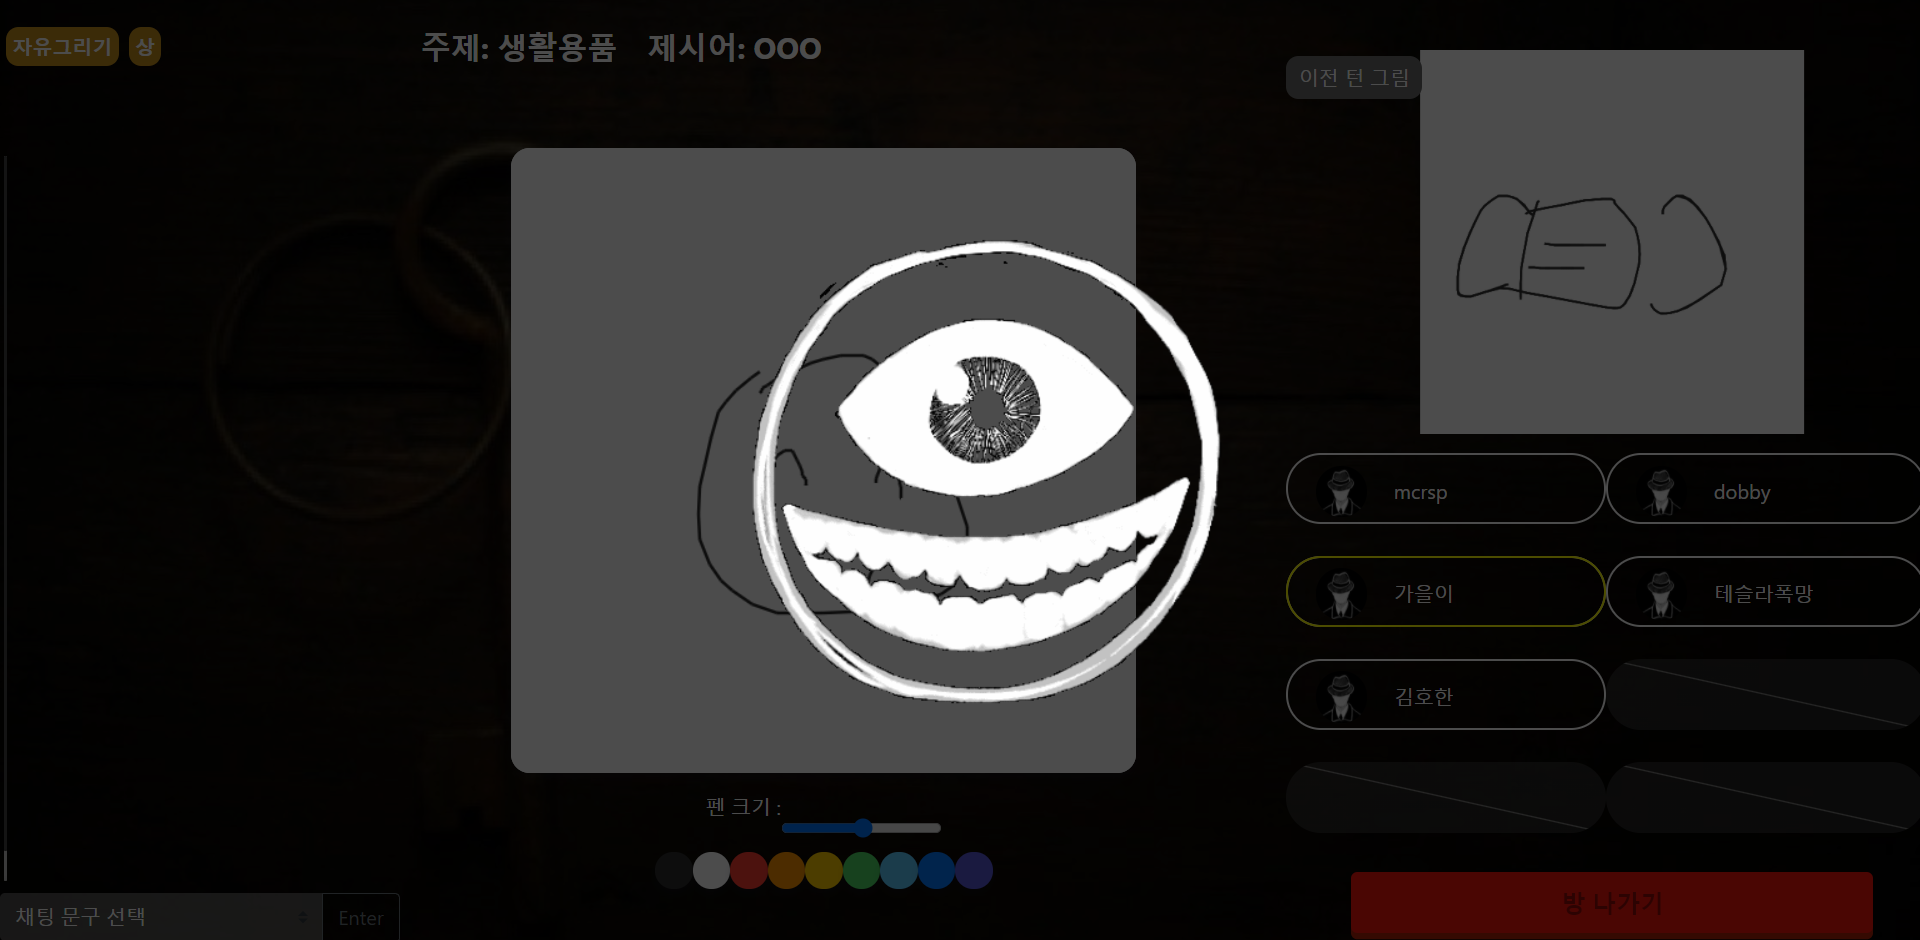 자유그리기 상
주제: 생활용품 제시어: OOO
이전 턴 그림
mcrsp
dobby
가을이
테슬라폭망
김호한
펜 크기 :
채팅 문구 선택
Enter
방 나가기